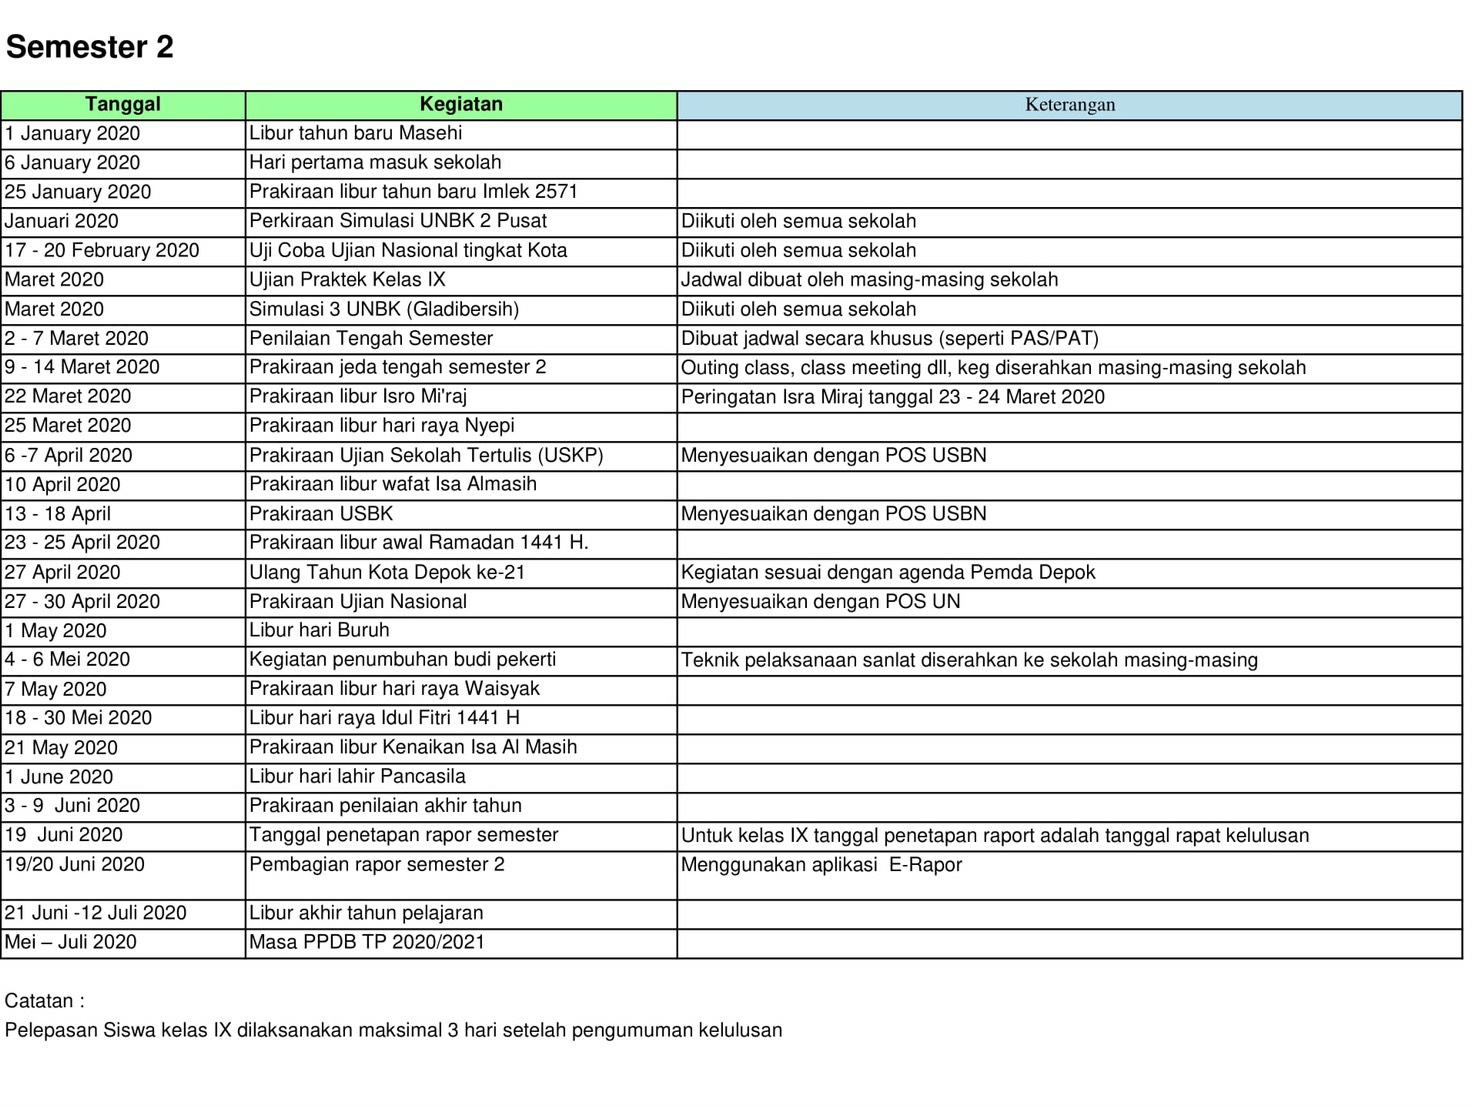 Semester 2
Tanggal Kegiatan Keterangan
1 January 2020 Libur tahun baru Masehi
6 January 2020 Hari pertama masuk sekolah
25 January 2020 Prakiraan libur tahun baru Imlek 2571
Januari 2020 Perkiraan Simulasi UNBK 2 Pusat Diikuti oleh semua sekolah
17 - 20 February 2020 Uji Coba Ujian Nasional tingkat Kota Diikuti oleh semua sekolah
Maret 2020 Ujian Praktek Kelas IX Jadwal dibuat oleh masing-masing sekolah
Maret 2020 Simulasi 3 UNBK (Gladibersih) Diikuti oleh semua sekolah
2 - 7 Maret 2020 Penilaian Tengah Semester Dibuat jadwal secara khusus (seperti PAS/PAT)
9 - 14 Maret 2020 Prakiraan jeda tengah semester 2 Outing class, class meeting dll, keg diserahkan masing-masing sekolah
22 Maret 2020 Prakiraan libur Isro Mi'raj Peringatan Isra Miraj tanggal 23 - 24 Maret 2020
25 Maret 2020 Prakiraan libur hari raya Nyepi
6 -7 April 2020 Prakiraan Ujian Sekolah Tertulis (USKP) Menyesuaikan dengan POS USBN
10 April 2020 Prakiraan libur wafat Isa Almasih
13 - 18 April Prakiraan USBK Menyesuaikan dengan POS USBN
23 - 25 April 2020 Prakiraan libur awal Ramadan 1441 H.
27 April 2020 Ulang Tahun Kota Depok ke-21 Kegiatan sesuai dengan agenda Pemda Depok
27 - 30 April 2020 Prakiraan Ujian Nasional Menyesuaikan dengan POS UN
1 May 2020 Libur hari Buruh
4 - 6 Mei 2020 Kegiatan penumbuhan budi pekerti Teknik pelaksanaan sanlat diserahkan ke sekolah masing-masing
7 May 2020 Prakiraan libur hari raya Waisyak
18 - 30 Mei 2020 Libur hari raya Idul Fitri 1441 H
21 May 2020 Prakiraan libur Kenaikan Isa Al Masih
1 June 2020 Libur hari lahir Pancasila
3 - 9  Juni 2020 Prakiraan penilaian akhir tahun
19  Juni 2020 Tanggal penetapan rapor semester Untuk kelas IX tanggal penetapan raport adalah tanggal rapat kelulusan
19/20 Juni 2020 Pembagian rapor semester 2 Menggunakan aplikasi  E-Rapor
21 Juni -12 Juli 2020 Libur akhir tahun pelajaran
Mei – Juli 2020 Masa PPDB TP 2020/2021
Catatan :
Pelepasan Siswa kelas IX dilaksanakan maksimal 3 hari setelah pengumuman kelulusan